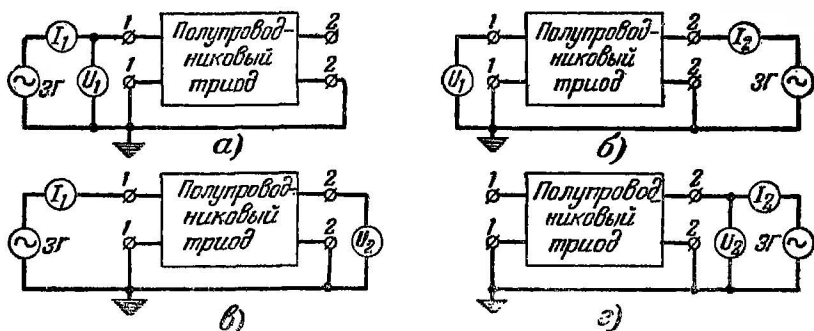 1
2
I₁
Полупровод-
никовый
триод
U₁
1
2
ЗГ
а)
1
2
Полупровод-
никовый
триод
I₂
U₁
1
2
ЗГ
б)
1
2
I₁
Полупровод-
никовый
триод
1
2
U₂
ЗГ
в)
1
2
Полупровод-
никовый
триод
I₂
1
2
U₂
ЗГ
г)